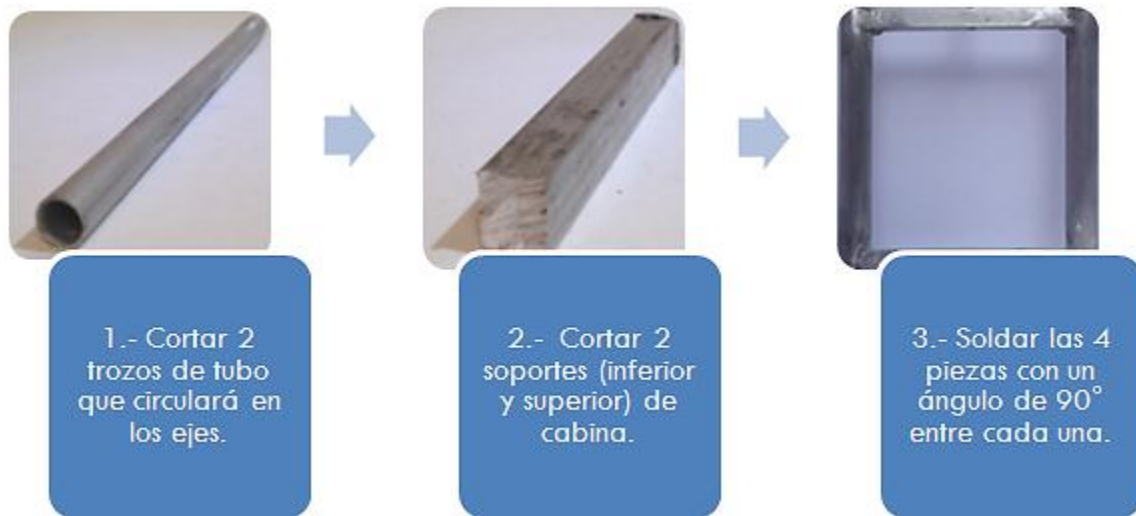 1.- Cortar 2
trozos de tubo
que circulará en
los ejes.
2.- Cortar 2
soportes (inferior
y superior) de
cabina.
3.- Soldar las 4
piezas con un
ángulo de 90°
entre cada una.